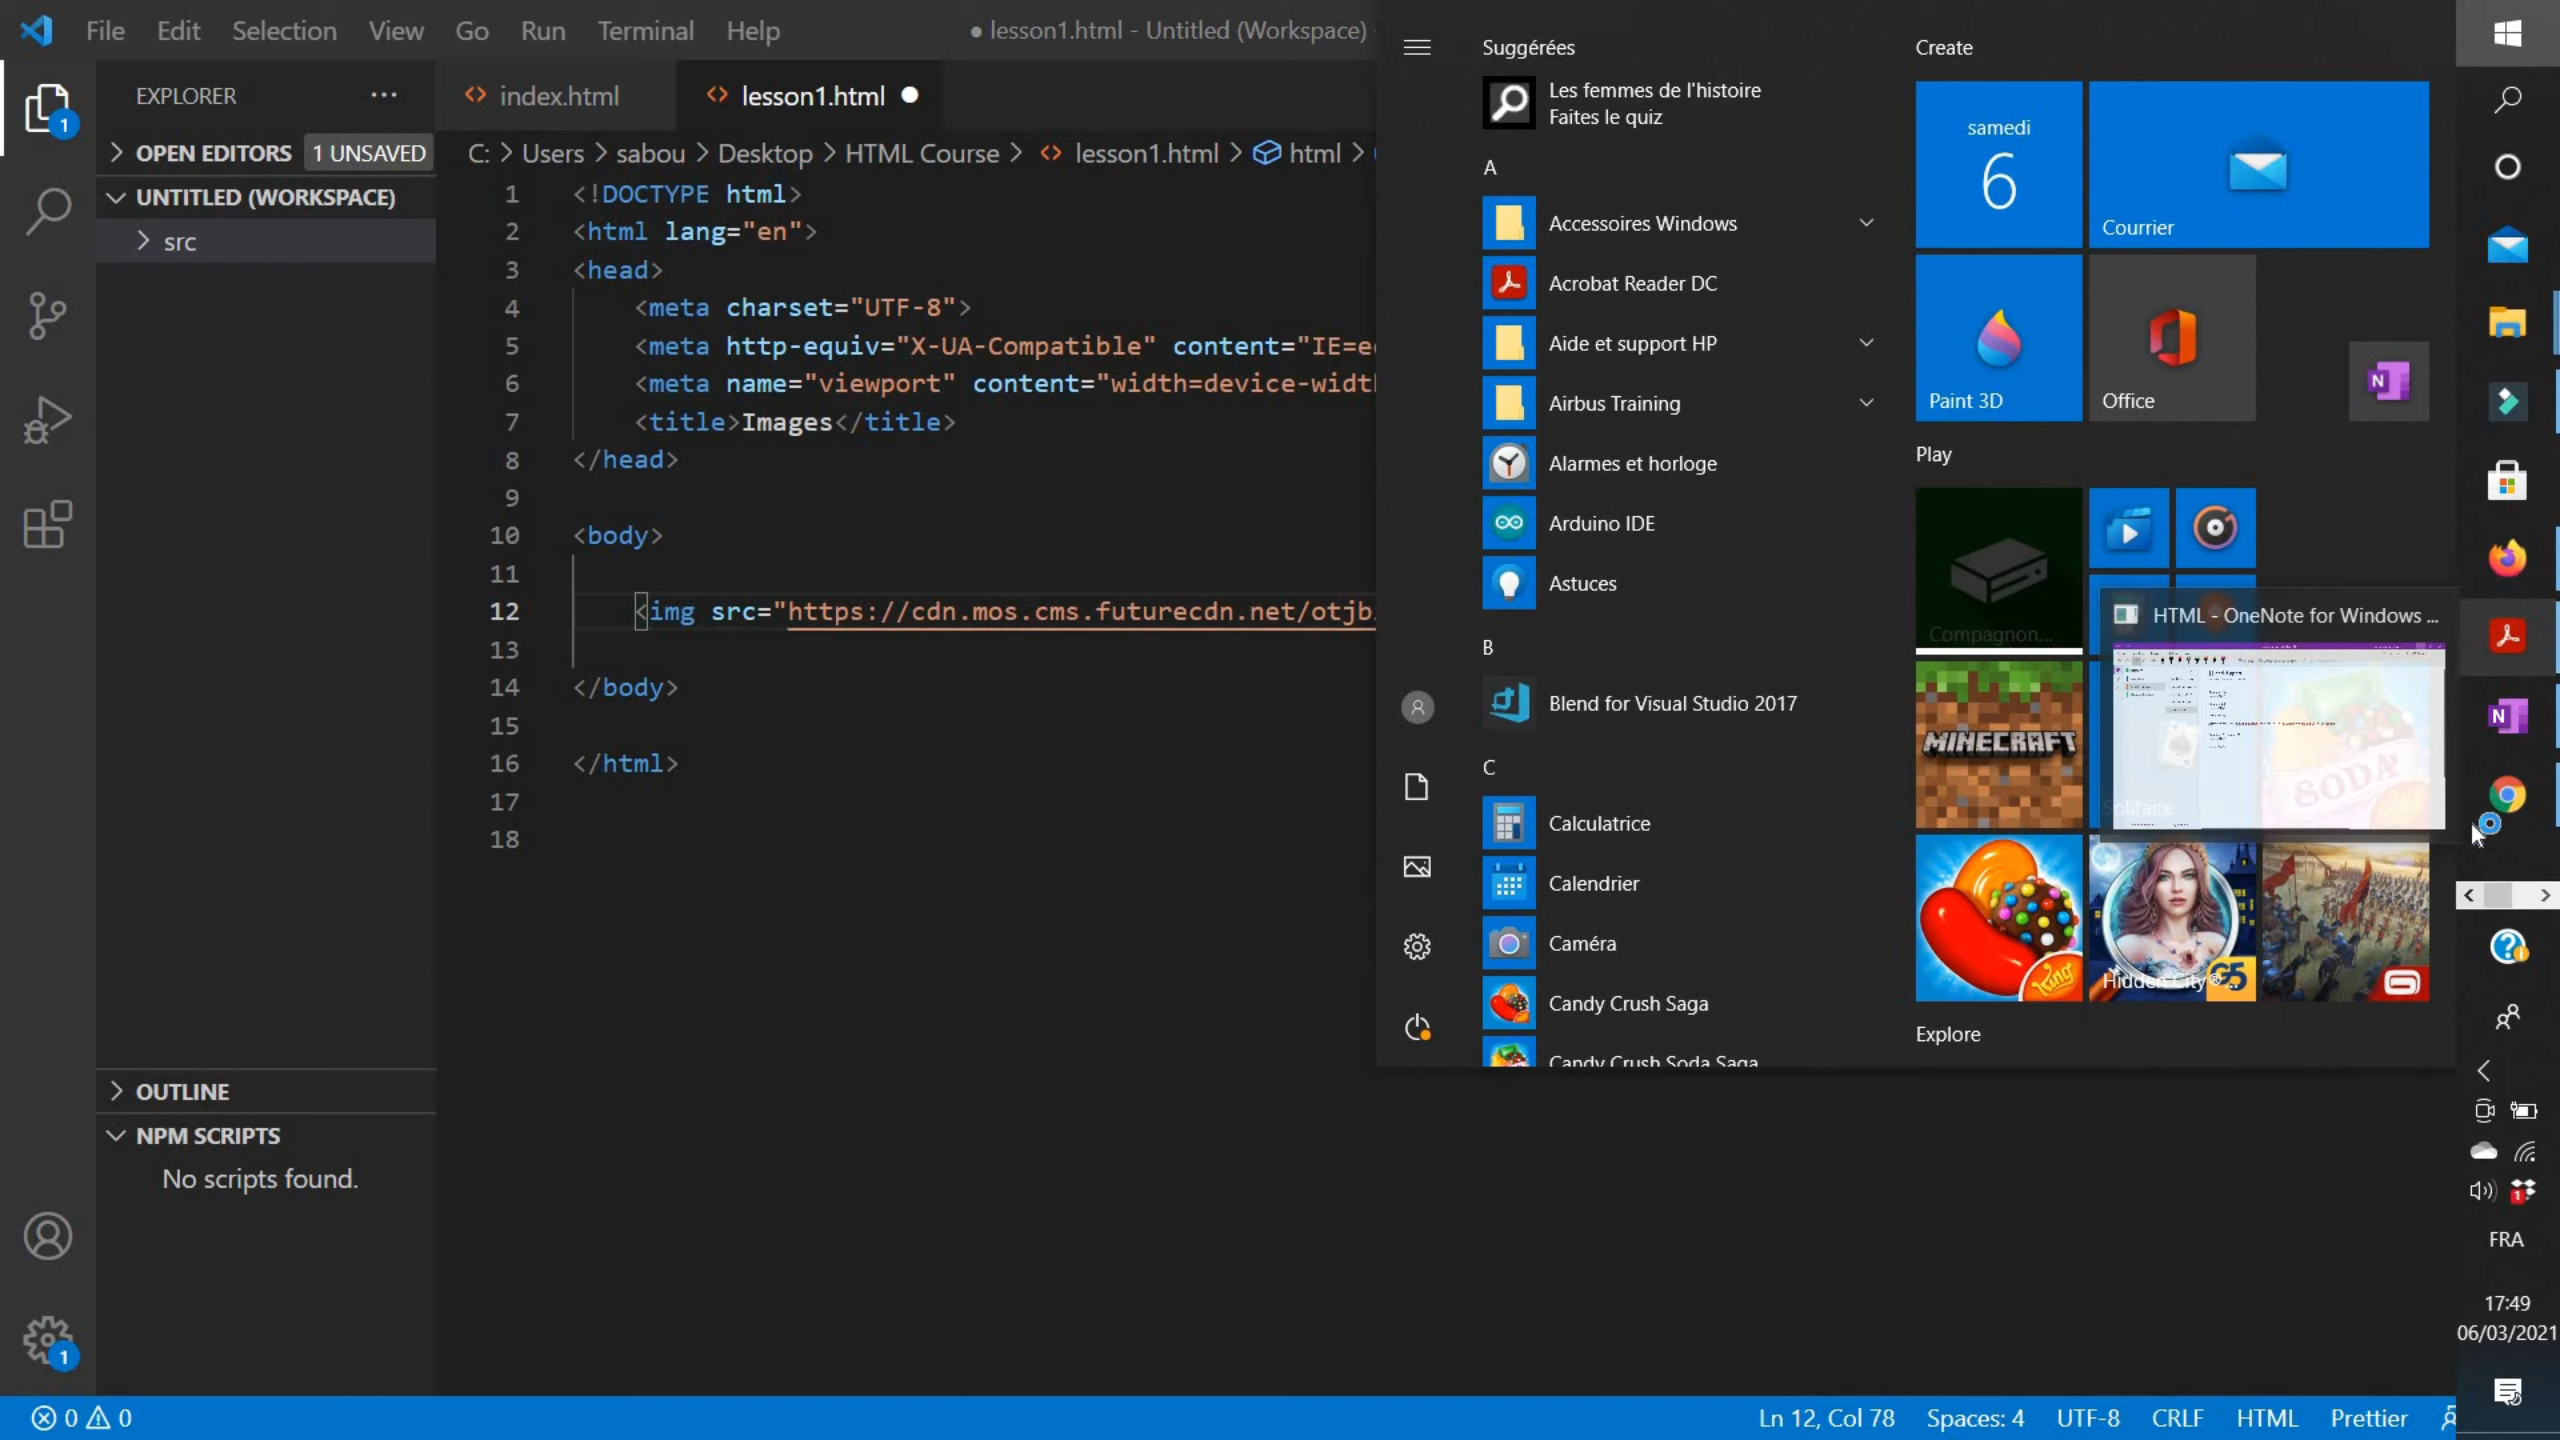 File Edit Selection View Go Run Terminal Help
● lesson1.html - Untitled (Workspace)
EXPLORER
OPEN EDITORS 1 UNSAVED
UNTITLED (WORKSPACE)
src
OUTLINE
NPM SCRIPTS
No scripts found.
index.html
lesson1.html
C: > Users > sabou > Desktop > HTML Course > lesson1.html > html >
1 <!DOCTYPE html>
2 <html lang="en">
3 <head>
4 <meta charset="UTF-8">
5 <meta http-equiv="X-UA-Compatible" content="IE=
6 <meta name="viewport" content="width=device-widt
7 <title>Images</title>
8 </head>
9
10 <body>
11
12 <img src="https://cdn.mos.cms.futurecdn.net/otjb
13
14 </body>
15
16 </html>
17
18
Suggérées
Les femmes de l'histoire
Faites le quiz
A
Accessoires Windows
Acrobat Reader DC
Aide et support HP
Airbus Training
Alarmes et horloge
Arduino IDE
Astuces
B
Blend for Visual Studio 2017
C
Calculatrice
Calendrier
Caméra
Candy Crush Saga
Candy Crush Soda Saga
Create
samedi
6
Courrier
Paint 3D
Office
Play
Compagnon...
HTML - OneNote for Windows ...
MINECRAFT
Solitaire
SODA
King
Hidden City®...
G5
Explore
FRA
17:49
06/03/2021
0 0
Ln 12, Col 78
Spaces: 4
UTF-8
CRLF
HTML
Prettier